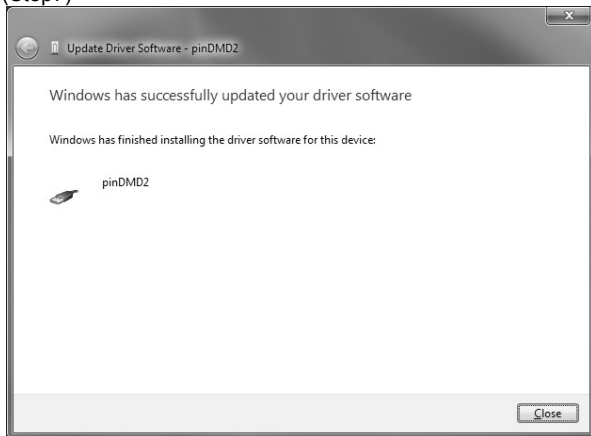 Update Driver Software - pinDMD2
Windows has successfully updated your driver software
Windows has finished installing the driver software for this device:
pinDMD2
Close